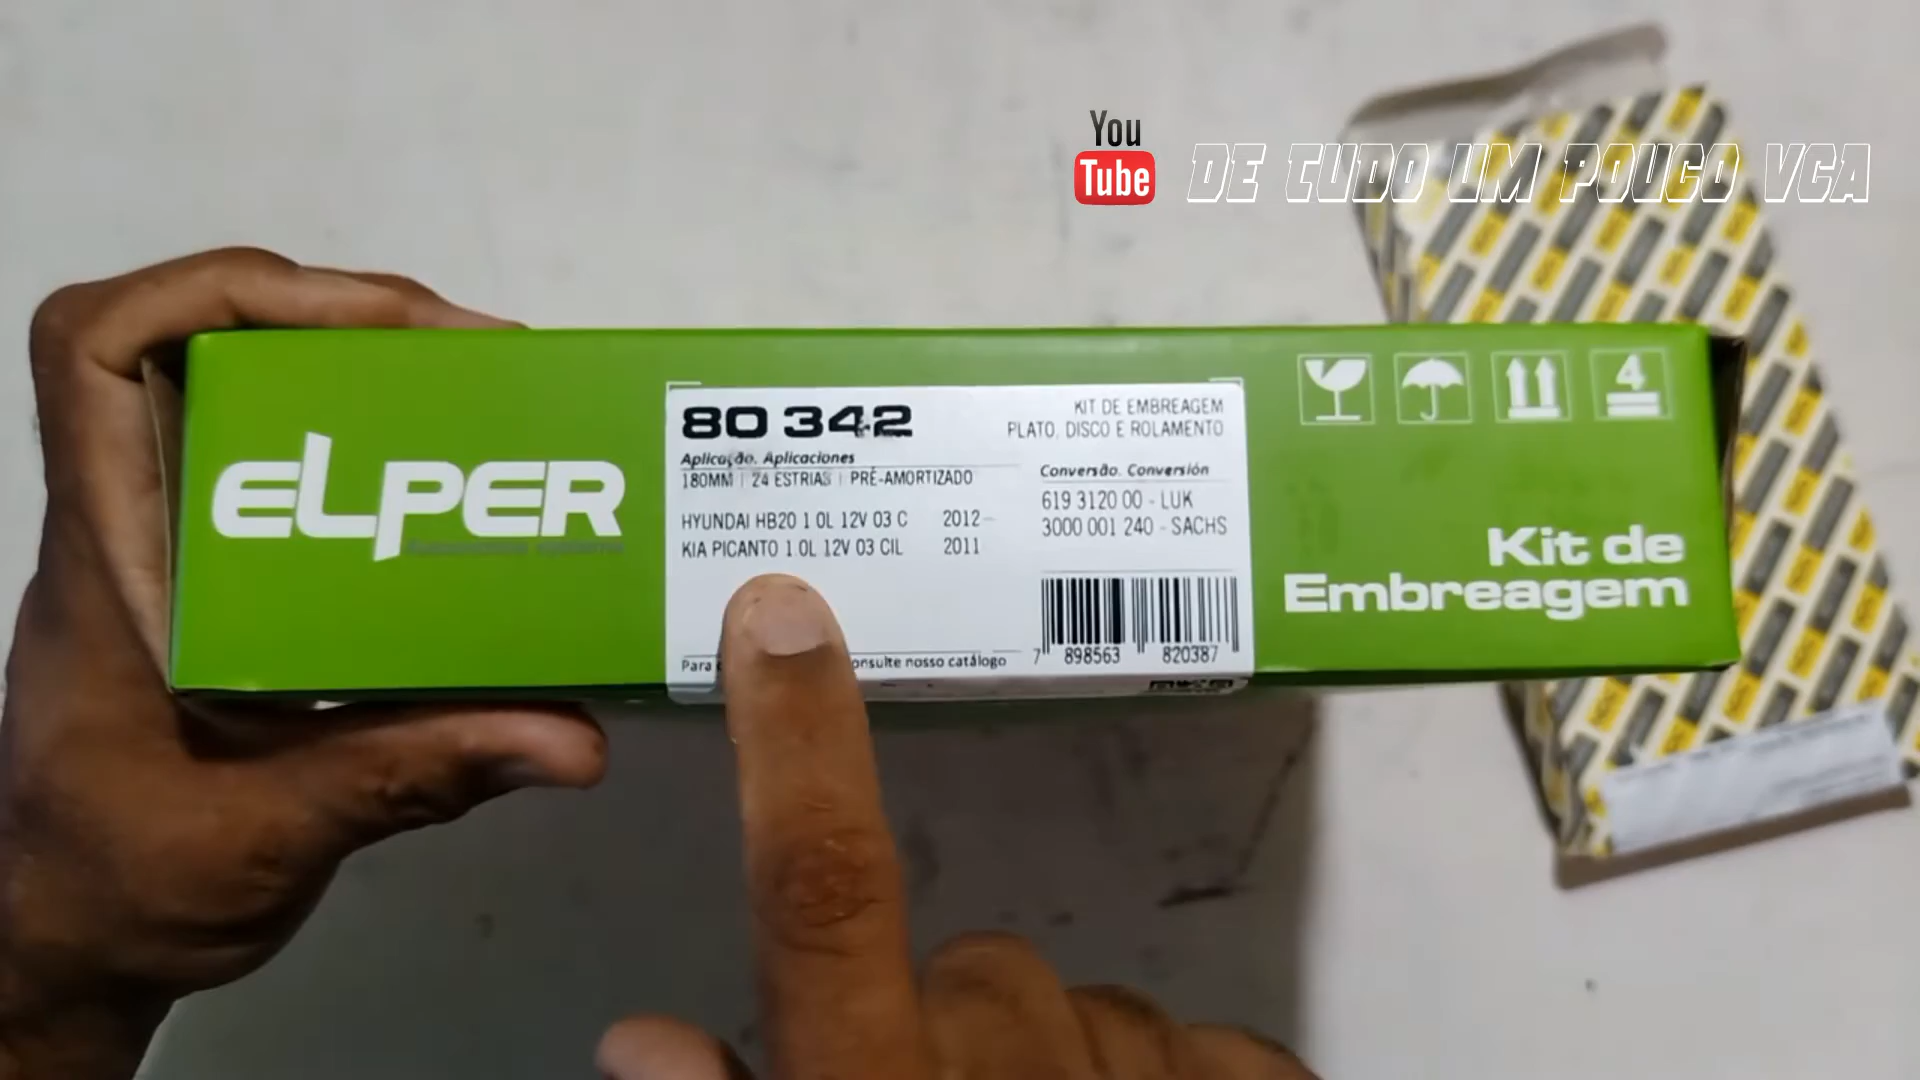 You
Tube
DE TUDO UM POUCO VCA
ELPER
80 342
KIT DE EMBREAGEM
PLATO, DISCO E ROLAMENTO
Aplicação. Aplicaciones
180MM | 24 ESTRIAS | PRÉ-AMORTIZADO
HYUNDAI HB20 1 0L 12V 03 C 2012-
KIA PICANTO 1 0L 12V 03 CIL 2011
Conversão. Conversión
619 3120 00 - LUK
3000 001 240 - SACHS
Para
onsulte nosso catálogo
7 898563 820387
4
Kit de
Embreagem